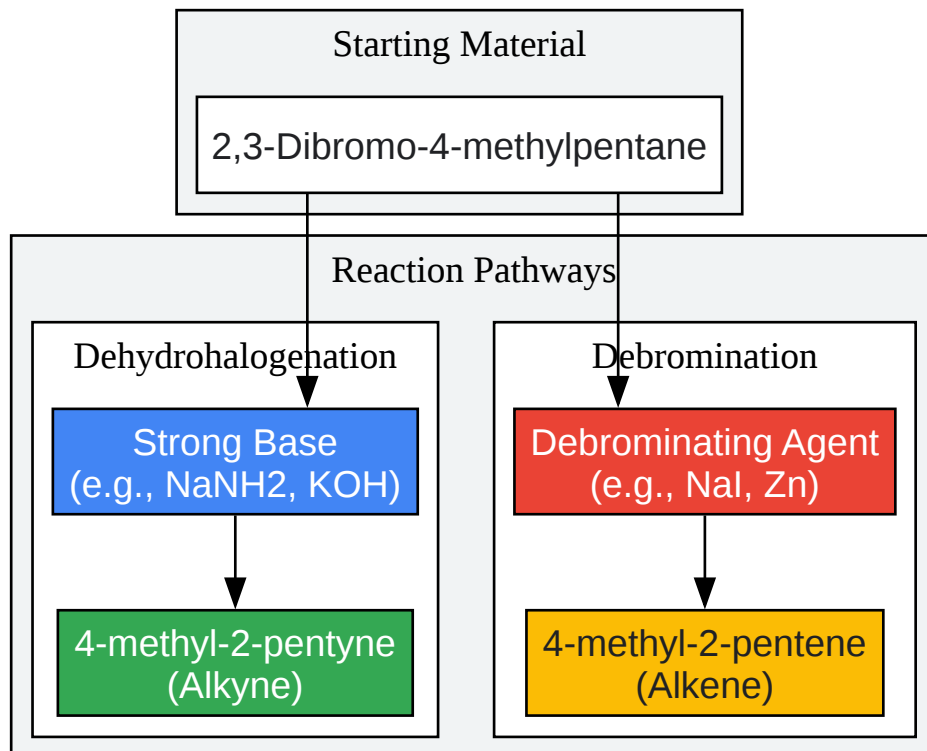 Starting Material
2,3-Dibromo-4-methylpentane
Reaction Pathways
Dehydrohalogenation
Strong Base
(e.g., NaNH2, KOH)
4-methyl-2-pentyne
(Alkyne)
Debromination
Debrominating Agent
(e.g., NaI, Zn)
4-methyl-2-pentene
(Alkene)